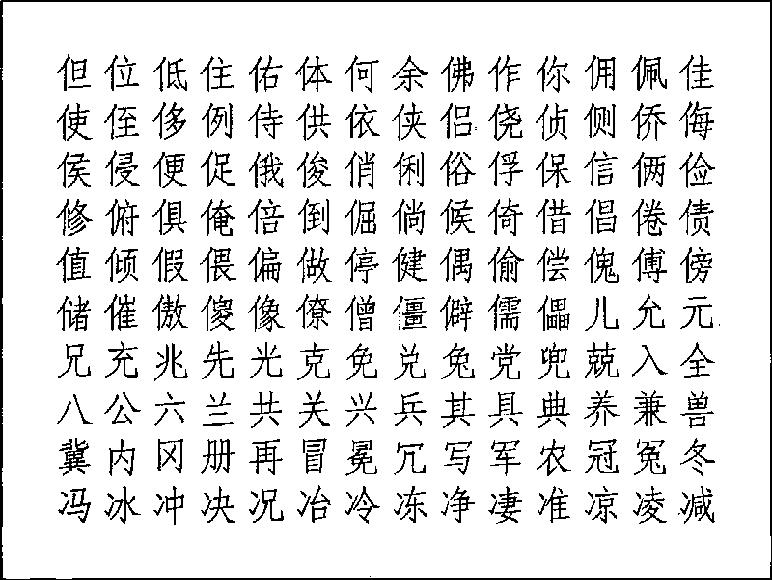 但位低住佑体何余佛作你佣佩佳
使侄侈例侍供依侠侣侥侦侧侨侮
侯侵便促俄俊俏俐俗俘保信俩俭
修俯俱俺倍倒倔倘候倚借倡倦债
值倾假偎偏做停健偶偷偿傀傅傍
储催傲傻像僚僧僵僻儒儡儿允元
兄充兆先光克免兑兔党兜兢入全
八公六兰共关兴兵其具典养兼兽
冀内冈册再冒冕冗写军农冠冤冬
冯冰冲决况冶冷冻净凄准凉凌减